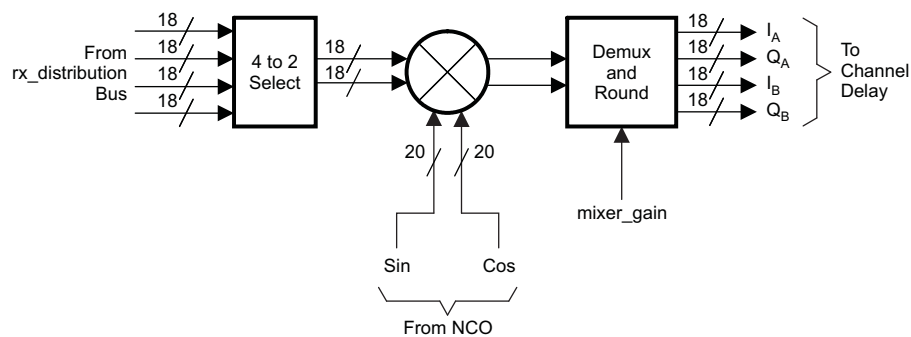 18
18
18
18
From
rx_distribution
Bus
4 to 2
Select
18
18
20
20
Sin
Cos
From NCO
Demux
and
Round
mixer_gain
18
18
18
18
I_A
Q_A
I_B
Q_B
To
Channel
Delay